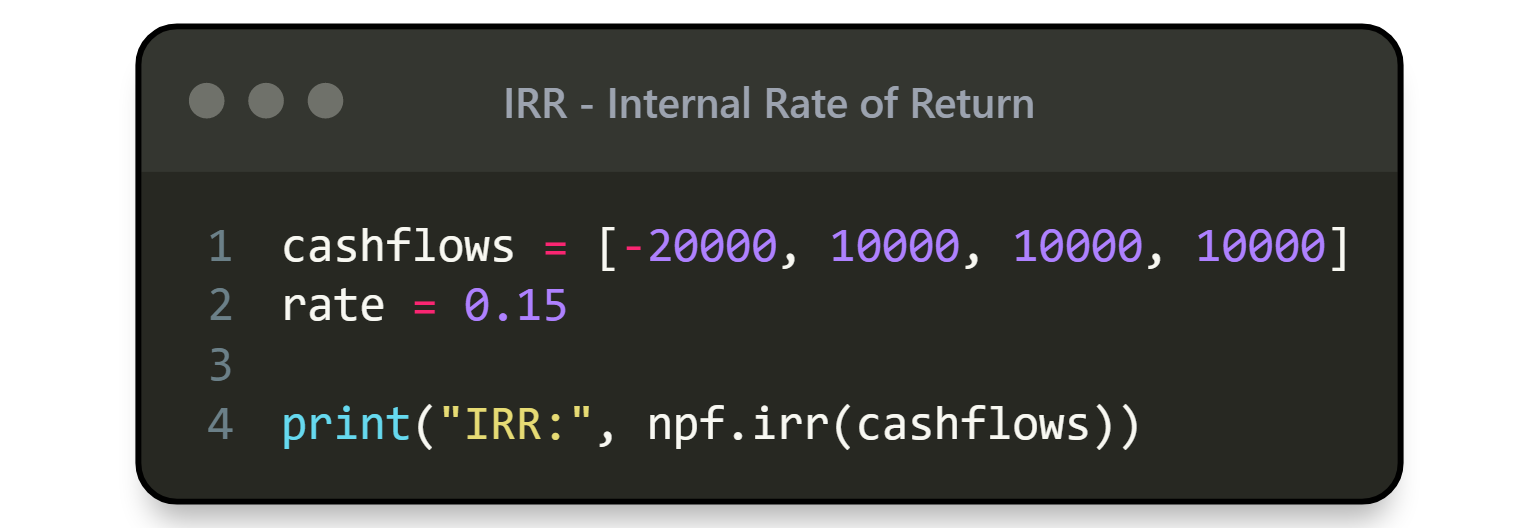 IRR - Internal Rate of Return
1 cashflows = [-20000, 10000, 10000, 10000]
2 rate = 0.15
3
4 print("IRR:", npf.irr(cashflows))